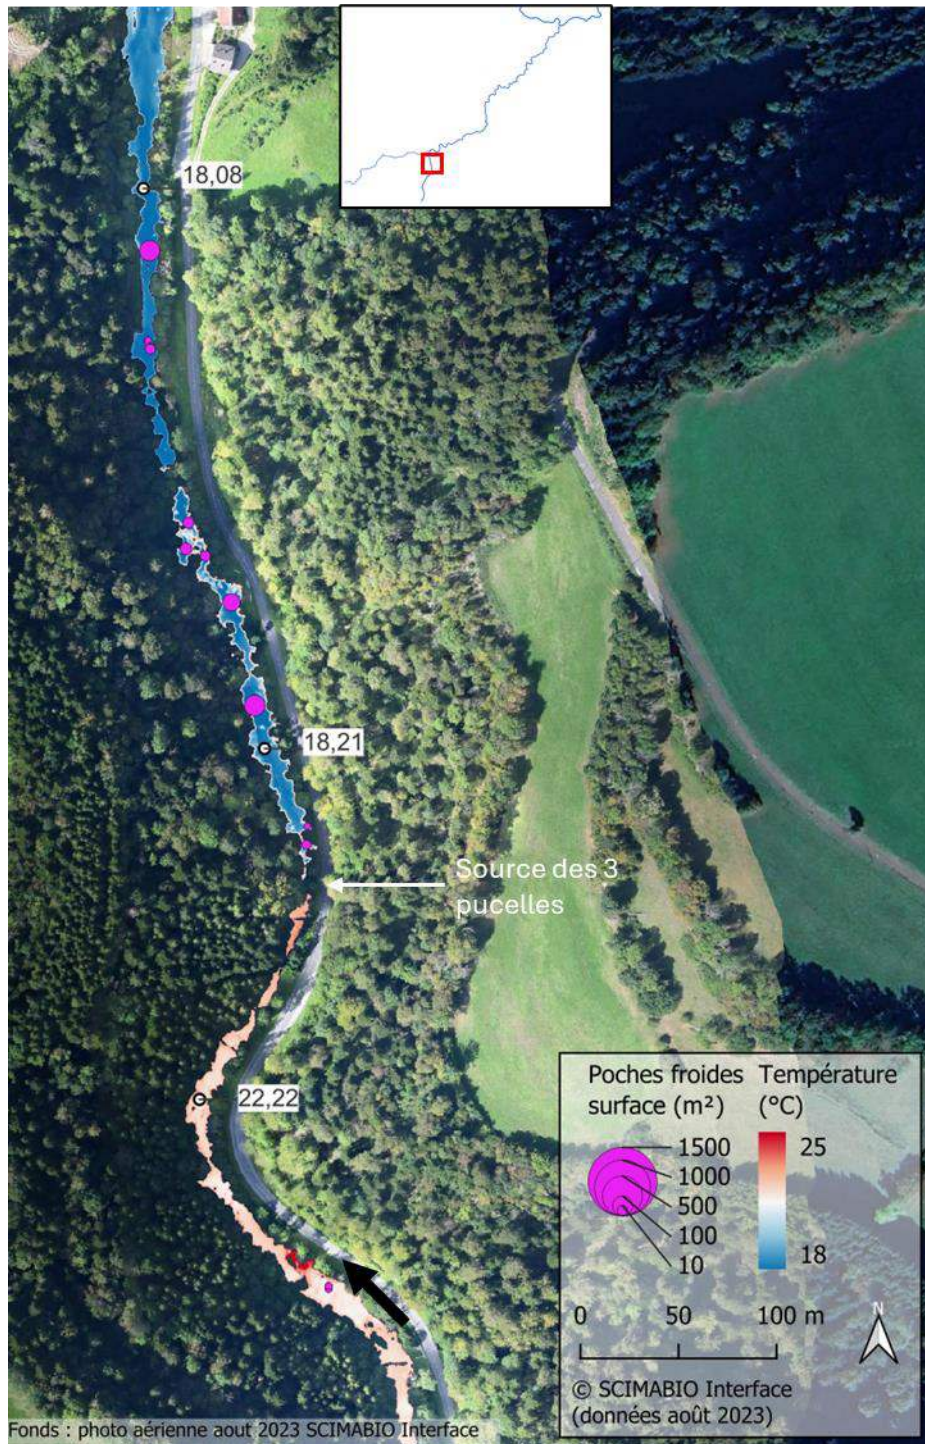 18,08
18,21
Source des 3
pucelles
22,22
Poches froides
surface (m²)
1500
1000
500
100
10
Température
(°C)
25
18
0 50 100 m
N
© SCIMABIO Interface
(données août 2023)
Fonds : photo aérienne aout 2023 SCIMABIO Interface